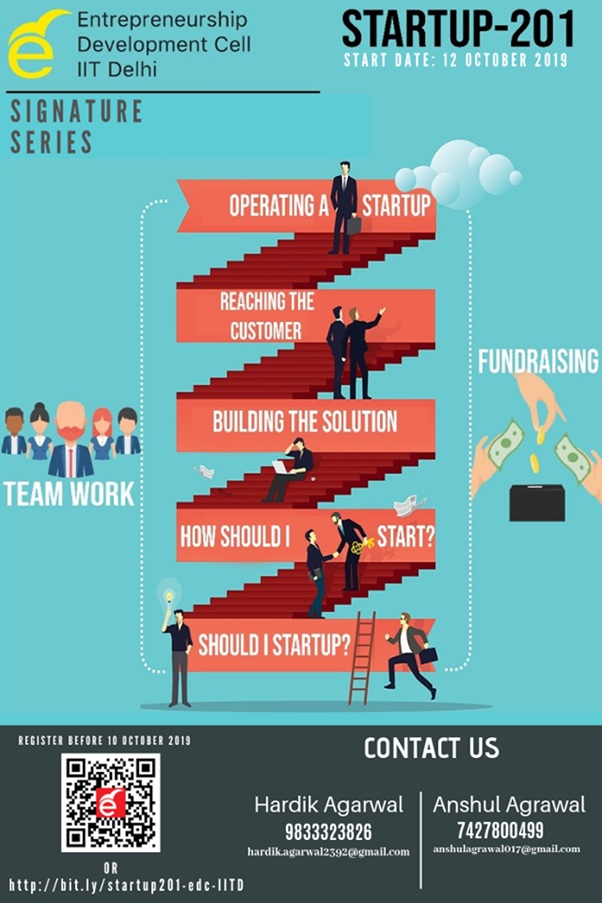 Entrepreneurship
Development Cell
IIT Delhi
STARTUP-201
START DATE: 12 OCTOBER 2019
SIGNATURE
SERIES
OPERATING A STARTUP
REACHING THE
CUSTOMER
FUNDRAISING
BUILDING THE SOLUTION
TEAM WORK
HOW SHOULD I START?
SHOULD I STARTUP?
REGISTER BEFORE 10 OCTOBER 2019
OR
http://bit.ly/startup201-edc-IITD
CONTACT US
Hardik Agarwal
9833323826
hardik.agarwal2392@gmail.com
Anshul Agrawal
7427800499
anshulagrawal017@gmail.com